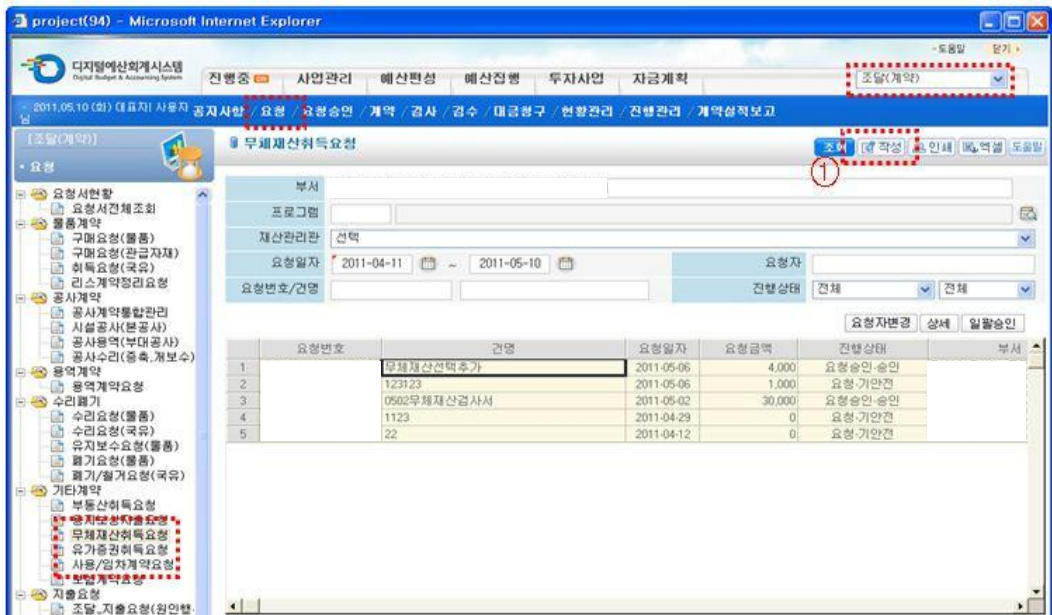 project(94) - Microsoft Internet Explorer
디지털예산회계시스템
Digital Budget & Accounting System
- 도움말 닫기
진행중 사업관리 예산편성 예산집행 투자사업 자금계획
조달(계약)
2011.05.10 (화) 대표자| 사용자님
공지사항 / 요청 / 요청승인 / 계약 / 검사 / 검수 / 대금청구 / 현황관리 / 진행관리 / 계약실적보고
[조달(계약)]
• 요청
무체재산취득요청
조회 작성 인쇄 엑셀 도움말
①
요청서현황
요청서전체조회
물품계약
구매요청(물품)
구매요청(관급자재)
취득요청(국유)
리스계약정리요청
공사계약
공사계약통합관리
시설공사(본공사)
공사용역(부대공사)
공사수리(증축,개보수)
용역계약
용역계약요청
수리폐기
수리요청(물품)
수리요청(국유)
유지보수요청(물품)
폐기요청(물품)
폐기/철거요청(국유)
기타계약
부동산취득요청
무체재산취득요청
유가증권취득요청
사용/임차계약요청
보험계약요청
지출요청
조달_지출요청(원인행
부서
프로그램
재산관리관 선택
요청일자 2011-04-11 ~ 2011-05-10 요청자
요청번호/건명 진행상태 전체 전체
요청자변경 상세 일괄승인
요청번호 건명 요청일자 요청금액 진행상태 부서
1 무체재산선택추가 2011-05-06 4,000 요청승인-승인
2 123123 2011-05-06 1,000 요청-기안전
3 0502무체재산검사서 2011-05-02 30,000 요청승인-승인
4 1123 2011-04-29 0 요청-기안전
5 22 2011-04-12 0 요청-기안전